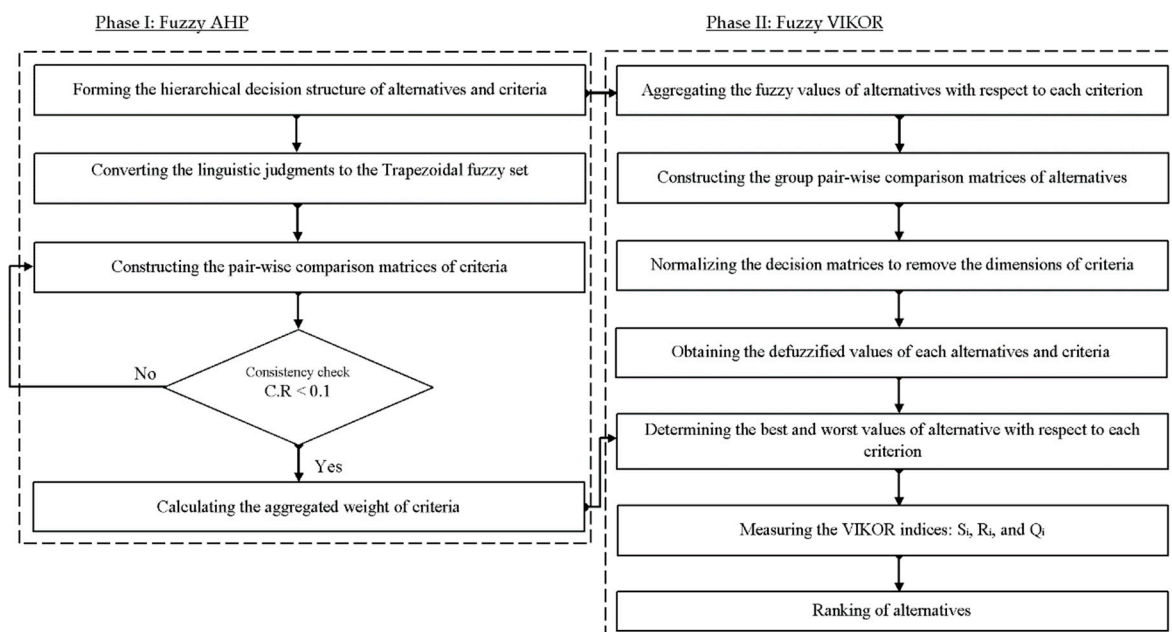 Phase I: Fuzzy AHP
Forming the hierarchical decision structure of alternatives and criteria
Converting the linguistic judgments to the Trapezoidal fuzzy set
Constructing the pair-wise comparison matrices of criteria
No
Consistency check
C.R < 0.1
Yes
Calculating the aggregated weight of criteria
Phase II: Fuzzy VIKOR
Aggregating the fuzzy values of alternatives with respect to each criterion
Constructing the group pair-wise comparison matrices of alternatives
Normalizing the decision matrices to remove the dimensions of criteria
Obtaining the defuzzified values of each alternatives and criteria
Determining the best and worst values of alternative with respect to each
criterion
Measuring the VIKOR indices: Sᵢ, Rᵢ, and Qᵢ
Ranking of alternatives